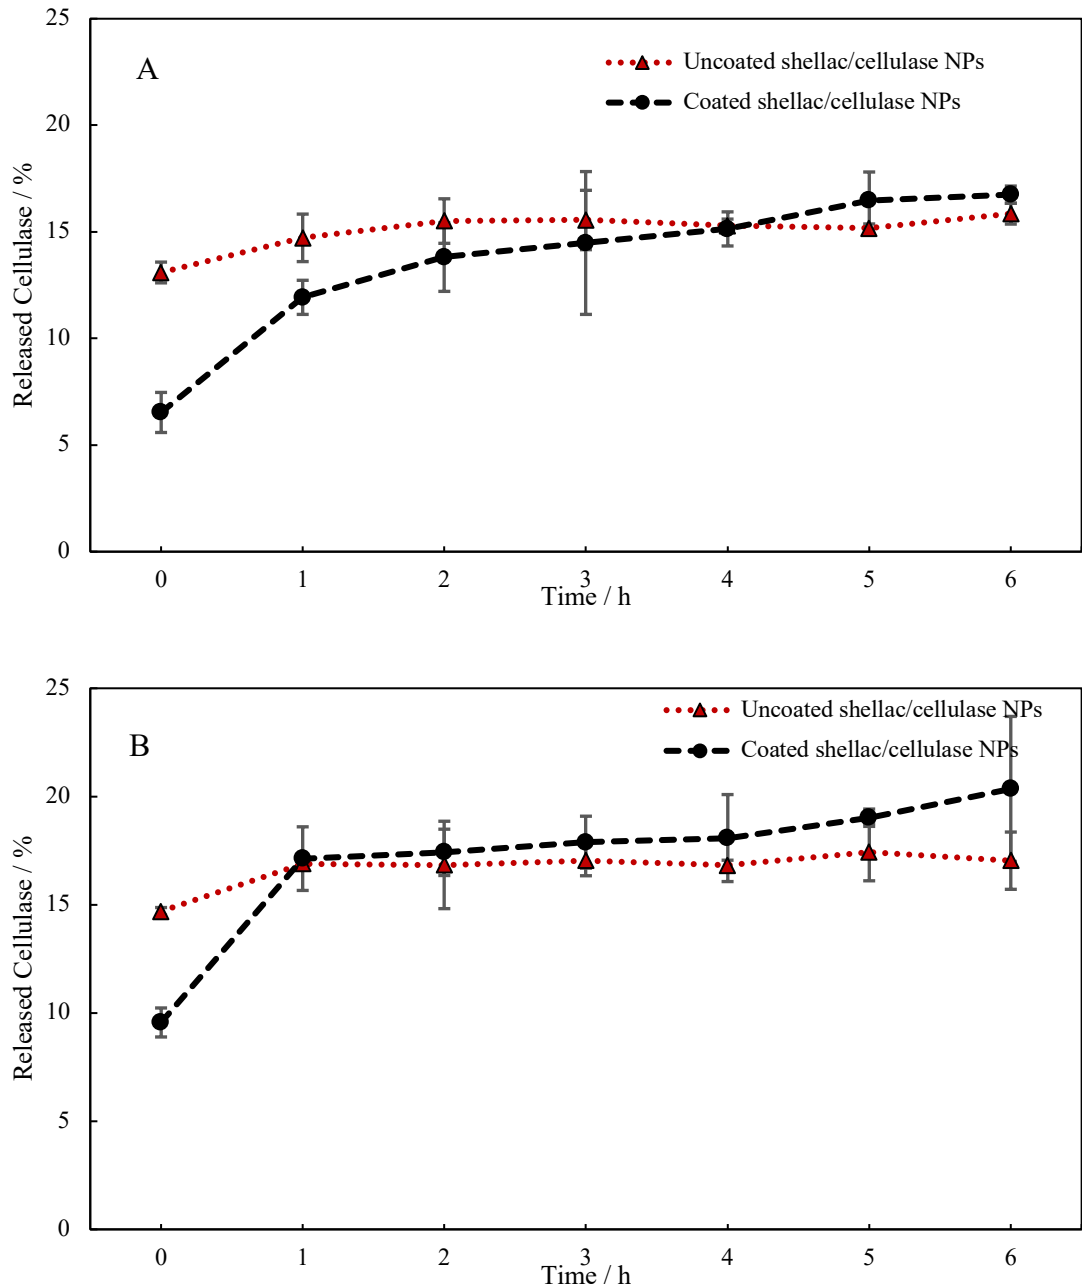 25
20
15
10
5
0
Released Cellulase / %
A
Uncoated shellac/cellulase NPs
Coated shellac/cellulase NPs
0 1 2 3 4 5 6
Time / h
25
20
15
10
5
0
Released Cellulase / %
B
Uncoated shellac/cellulase NPs
Coated shellac/cellulase NPs
0 1 2 3 4 5 6
Time / h